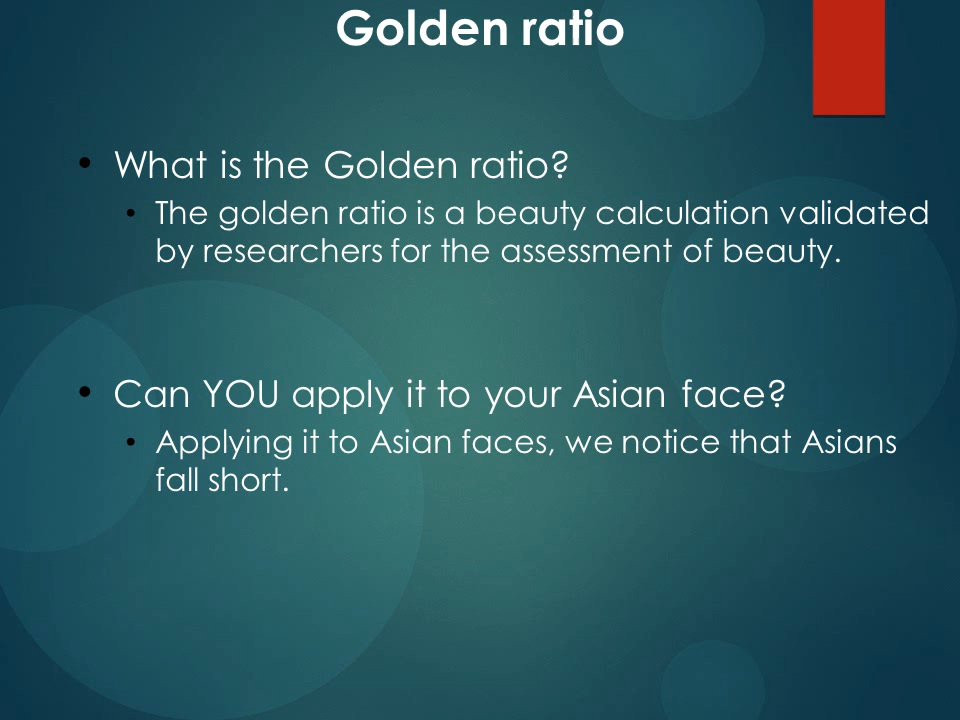 Golden ratio
• What is the Golden ratio?
• The golden ratio is a beauty calculation validated
by researchers for the assessment of beauty.
• Can YOU apply it to your Asian face?
• Applying it to Asian faces, we notice that Asians
fall short.